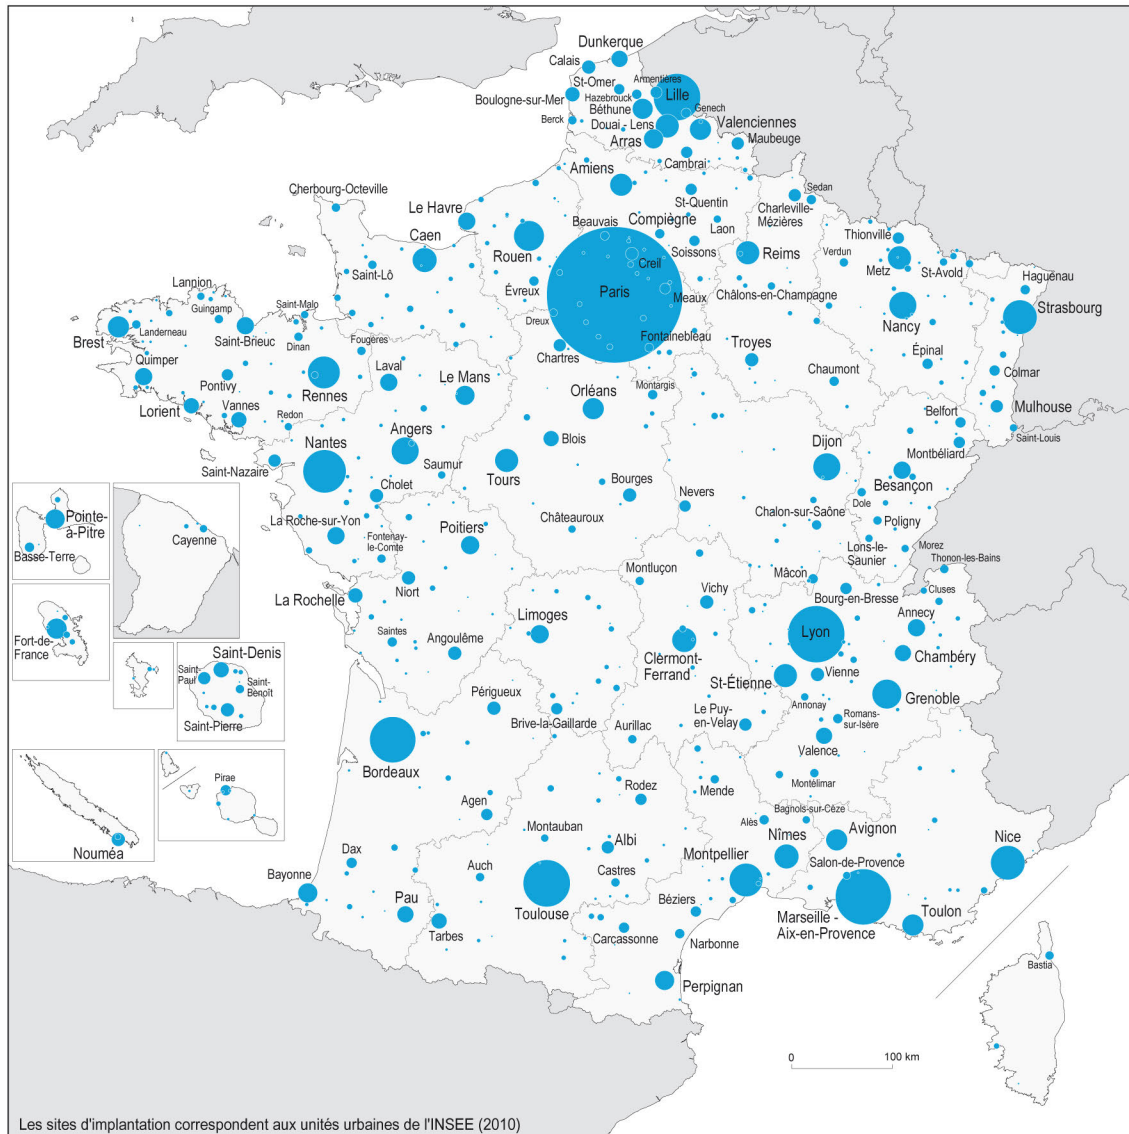 Dunkerque
Calais
St-Omer
Armentières
Lille
Boulogne-sur-Mer
Hazebrouck
Béthune
Genech
Berck
Douai - Lens
Valenciennes
Arras
Maubeuge
Cambrai
Amiens
Cherbourg-Octeville
St-Quentin
Sedan
Charleville-
Mézières
Le Havre
Beauvais
Compiègne
Laon
Caen
Rouen
Soissons
Thionville
Creil
Reims
Verdun
Metz
St-Avold
Saint-Lô
Haguenau
Évreux
Paris
Meaux
Châlons-en-Champagne
Lannion
Saint-Malo
Guingamp
Strasbourg
Landerneau
Dreux
Nancy
Brest
Saint-Brieuc
Dinan
Fougères
Fontainebleau
Chartres
Troyes
Épinal
Quimper
Laval
Le Mans
Chaumont
Colmar
Pontivy
Rennes
Orléans
Montargis
Lorient
Vannes
Mulhouse
Redon
Angers
Belfort
Saint-Louis
Nantes
Blois
Dijon
Montbéliard
Saint-Nazaire
Saumur
Tours
Besançon
Cholet
Bourges
Nevers
Dole
Chalon-sur-Saône
Pointe-
à-Pitre
La Roche-sur-Yon
Poitiers
Châteauroux
Poligny
Cayenne
Fontenay-
le-Comte
Lons-le-
Saunier
Basse-Terre
Morez
Thonon-les-Bains
Montluçon
Mâcon
Niort
Cluses
La Rochelle
Vichy
Bourg-en-Bresse
Limoges
Annecy
Fort-de-
France
Saintes
Lyon
Angoulême
Clermont-
Ferrand
Chambéry
Saint-Denis
Saint-
Paul
Saint-
Benoît
St-Étienne
Vienne
Périgueux
Grenoble
Annonay
Saint-Pierre
Brive-la-Gaillarde
Le Puy-
en-Velay
Romans-
sur-Isère
Aurillac
Valence
Bordeaux
Pirae
Montélimar
Rodez
Mende
Agen
Bagnols-sur-Cèze
Alès
Montauban
Albi
Nîmes
Avignon
Nice
Nouméa
Dax
Montpellier
Salon-de-Provence
Auch
Castres
Bayonne
Pau
Toulouse
Béziers
Marseille -
Aix-en-Provence
Toulon
Tarbes
Carcassonne
Narbonne
Bastia
Perpignan
0
100 km
Les sites d'implantation correspondent aux unités urbaines de l'INSEE (2010)